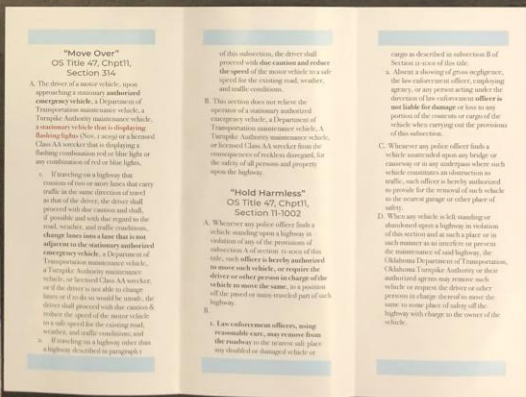 "Move Over"
OS Title 47, Chpt11,
Section 314
A. The driver of a motor vehicle, upon
approaching a stationary authorized
emergency vehicle, a Department of
Transportation maintenance vehicle, a
Turnpike Authority maintenance vehicle,
a stationary vehicle that is displaying
flashing lights (Nov. 1 2019) or a licensed
Class AA wrecker that is displaying a
flashing combination red or blue light or
any combination of red or blue lights,
1. If traveling on a highway that
consists of two or more lanes that carry
traffic in the same direction of travel
as that of the driver, the driver shall
proceed with due caution and shall,
if possible and with due regard to the
road, weather, and traffic conditions,
change lanes into a lane that is not
adjacent to the stationary authorized
emergency vehicle, a Department of
Transportation maintenance vehicle,
a Turnpike Authority maintenance
vehicle, or licensed Class AA wrecker,
or if the driver is not able to change
lanes or if to do so would be unsafe, the
driver shall proceed with due caution &
reduce the speed of the motor vehicle
to a safe speed for the existing road,
weather, and traffic conditions, and
2. If traveling on a highway other than
a highway described in paragraph 1
of this subsection, the driver shall
proceed with due caution and reduce
the speed of the motor vehicle to a safe
speed for the existing road, weather,
and traffic conditions.
B. This section does not relieve the
operator of a stationary authorized
emergency vehicle, a Department of
Transportation maintenance vehicle, A
Turnpike Authority maintenance vehicle,
or licensed Class AA wrecker from the
consequences of reckless disregard, for
the safety of all persons and property
upon the highway.
"Hold Harmless"
OS Title 47, Chpt11,
Section 11-1002
A. Whenever any police officer finds a
vehicle standing upon a highway in
violation of any of the provisions of
subsection A of section 11-1001 of this
title, such officer is hereby authorized
to move such vehicle, or require the
driver or other person in charge of the
vehicle to move the same, to a position
off the paved or many-traveled part of such
highway.
B.
1. Law enforcement officers, using
reasonable care, may remove from
the roadway to the nearest safe place
any disabled or damaged vehicle or
cargo as described in subsection B of
Section 11-1001 of this title.
2. Absent a showing of gross negligence,
the law enforcement officer, employing
agency, or any person acting under the
direction of law enforcement officer is
not liable for damage or loss to any
portion of the contents or cargo of the
vehicle when carrying out the provisions
of this subsection.
C. Whenever any police officer finds a
vehicle unattended upon any bridge or
causeway or in any underpass where such
vehicle constitutes an obstruction to
traffic, such officer is hereby authorized
to provide for the removal of such vehicle
to the nearest garage or other place of
safety.
D. When any vehicle is left standing or
abandoned upon a highway in violation
of this section and at such a place or in
such manner as to interfere or prevent
the maintenance of said highway, the
Oklahoma Department of Transportation,
Oklahoma Turnpike Authority or their
authorized agents may remove such
vehicle or request the driver or other
persons in charge thereof to move the
same to some place of safety off the
highway with charge to the owner of the
vehicle.